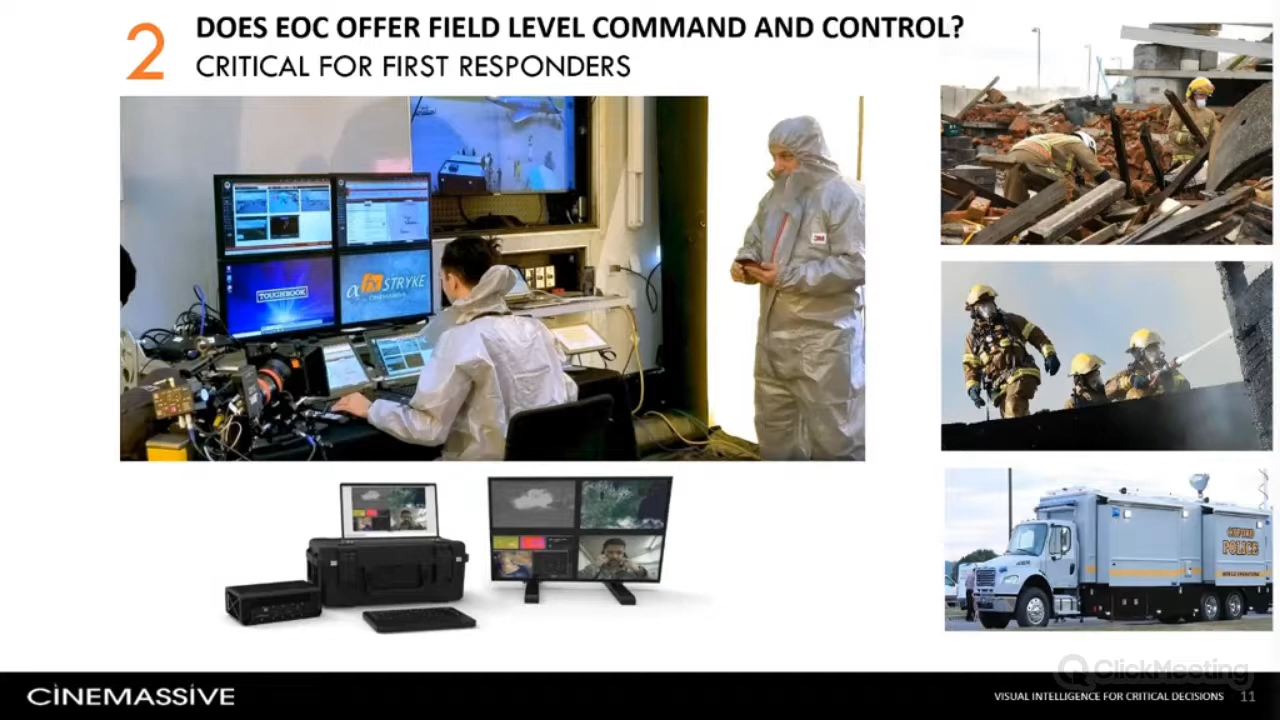 2
DOES EOC OFFER FIELD LEVEL COMMAND AND CONTROL?
CRITICAL FOR FIRST RESPONDERS
TOUGHBOOK
STRYKE
3M
POLICE
ClickMeeting
CINEMASSIVE
VISUAL INTELLIGENCE FOR CRITICAL DECISIONS 11